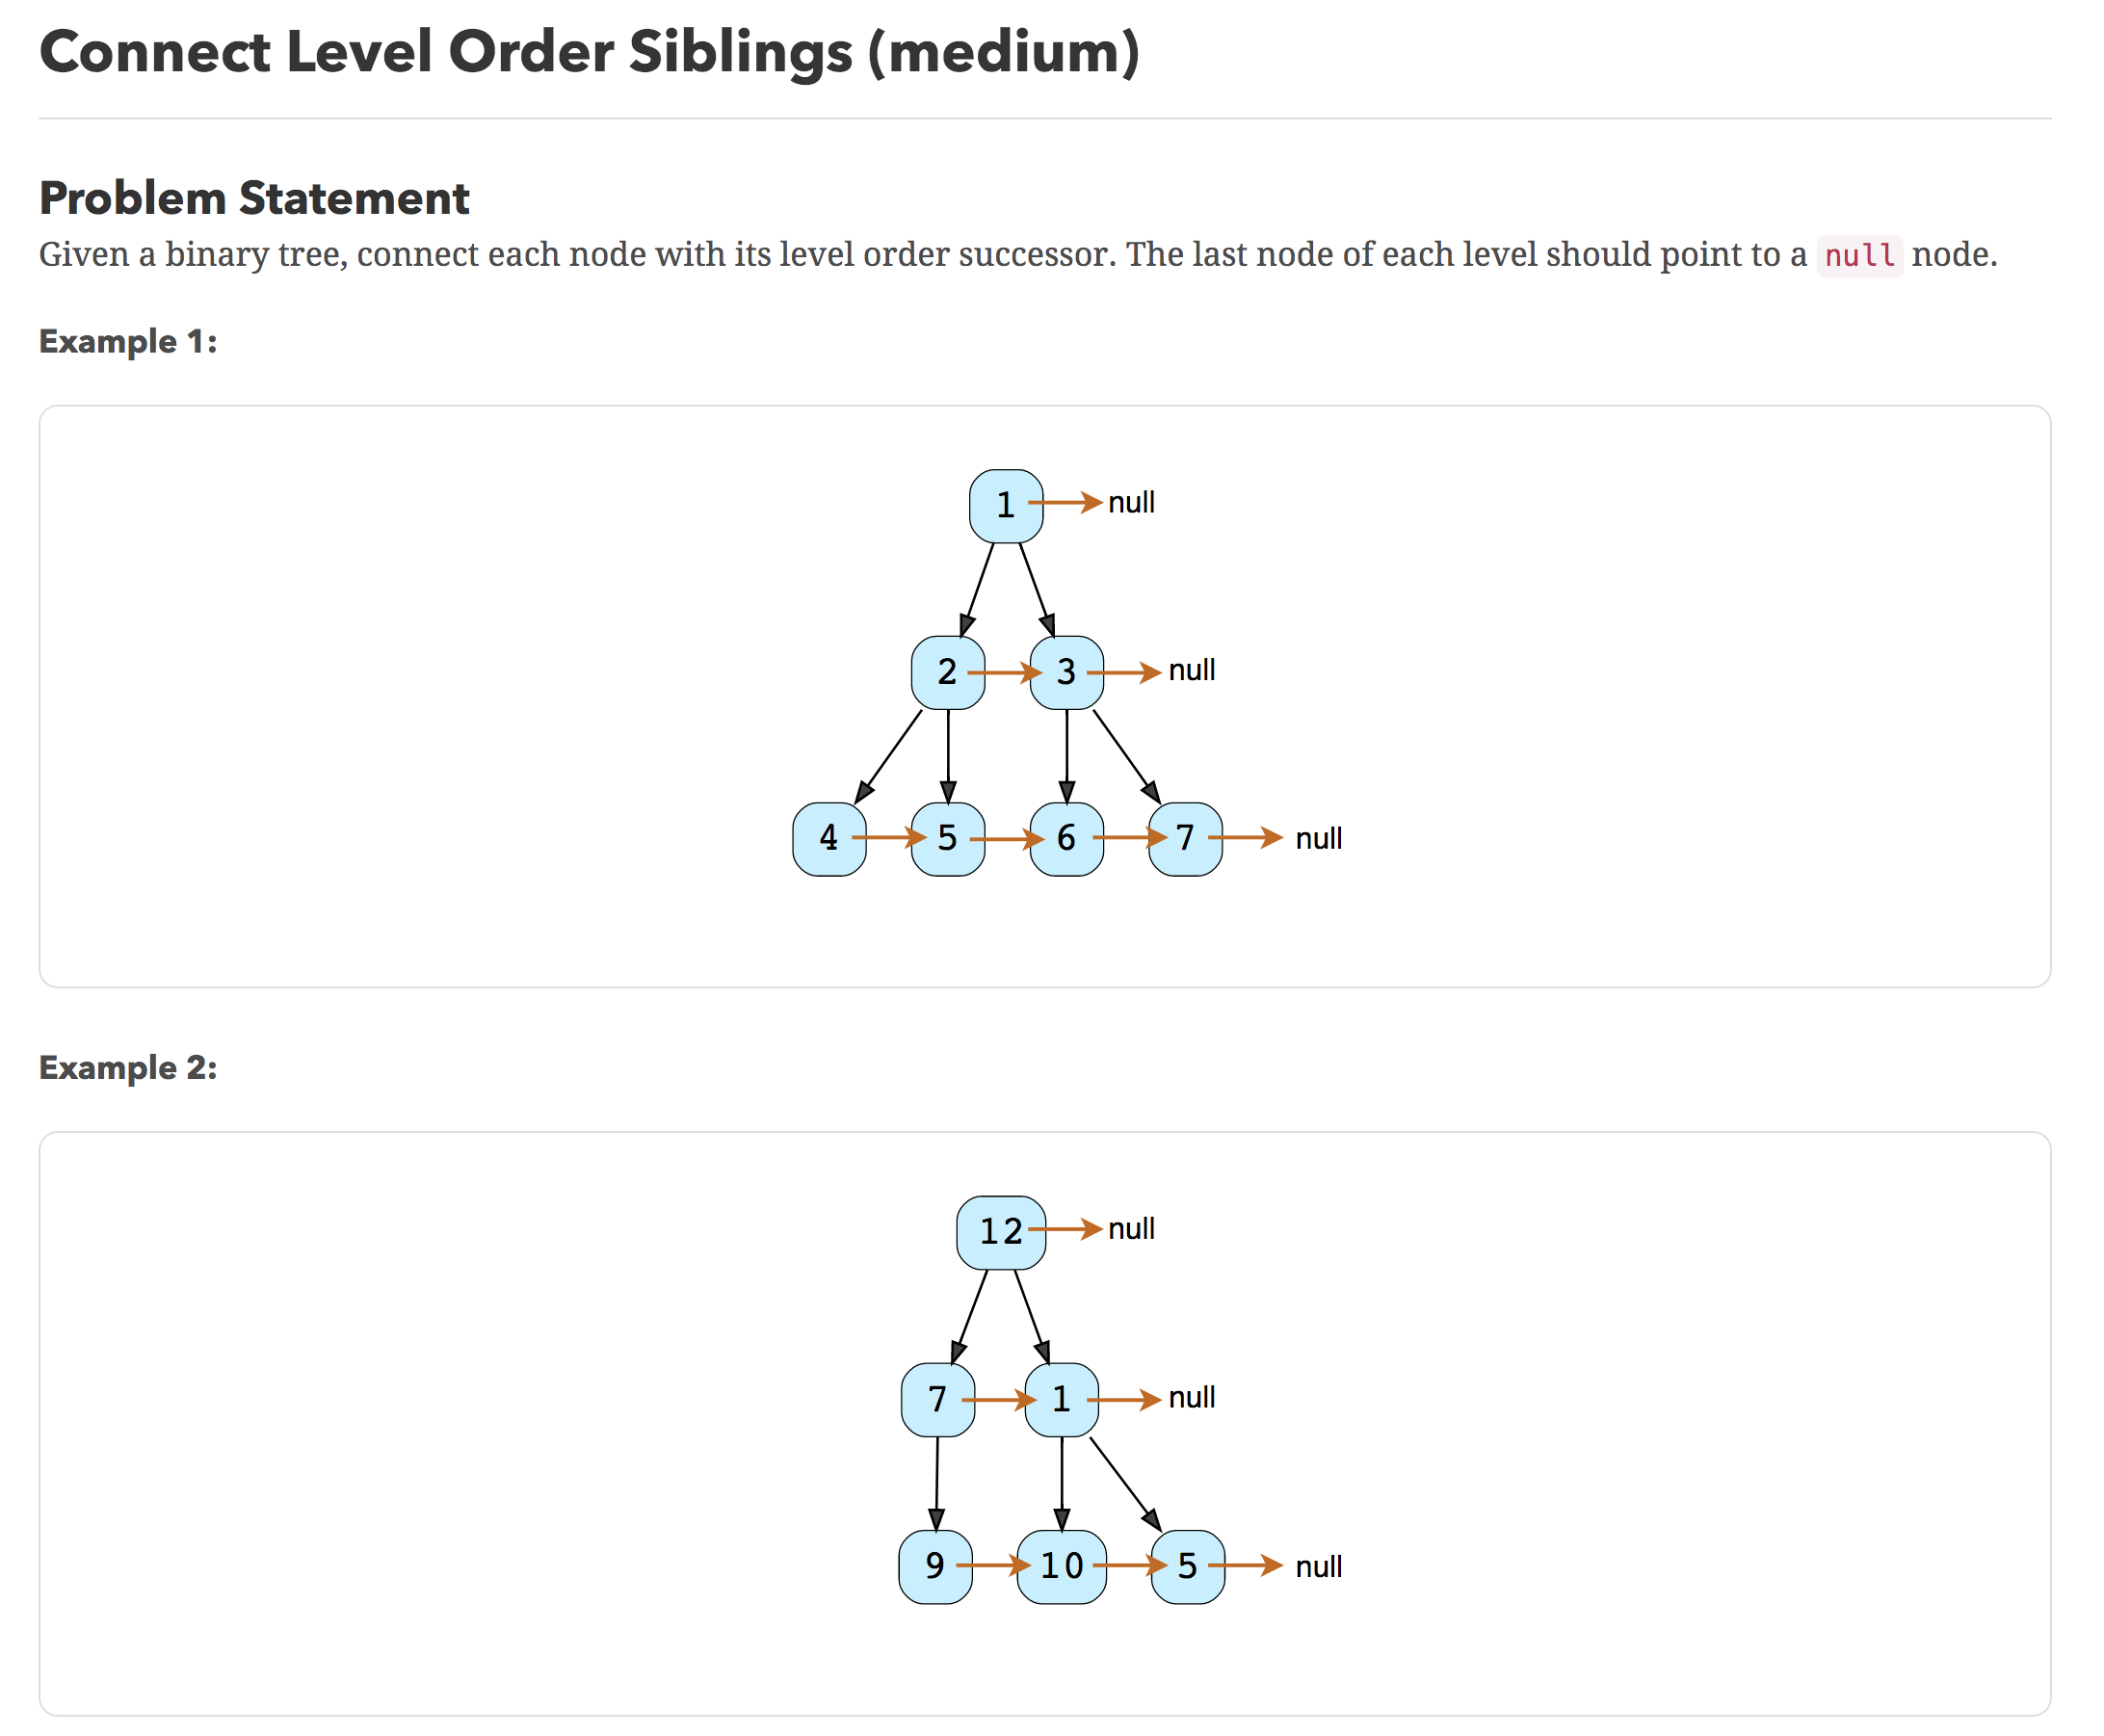 Connect Level Order Siblings (medium)
Problem Statement
Given a binary tree, connect each node with its level order successor. The last node of each level should point to a null node.
Example 1:
1 null
2 3 null
4 5 6 7 null
Example 2:
12 null
7 1 null
9 10 5 null